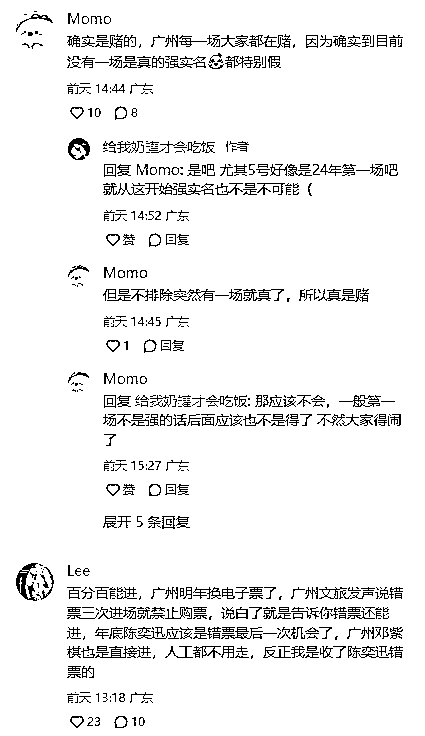 Momo
确实是赌的，广州每一场大家都在赌，因为确实到目前
没有一场是真的强实名都特别假
前天 14:44 广东
10 8
给我奶蓬才会吃饭 作者
回复 Momo: 是吧 尤其5号好像是24年第一场吧
就从这开始强实名也不是不可能（
前天 14:52 广东
赞 回复
Momo
但是不排除突然有一场就真了，所以真是赌
前天 14:45 广东
1 回复
Momo
回复 给我奶蓬才会吃饭: 那应该不会，一般第一
场不是强的话后面应该也不是得了 不然大家得闹
了
前天 15:27 广东
赞 回复
展开 5 条回复
Lee
百分百能进，广州明年换电子票了，广州文旅发声说错
票三次进场就禁止购票，说白了就是告诉你错票还能
进，年底陈奕迅应该是错票最后一次机会了，广州邓紫
棋也是直接进，人工都不用走，反正我是收了陈奕迅错
票的
前天 13:18 广东
23 10